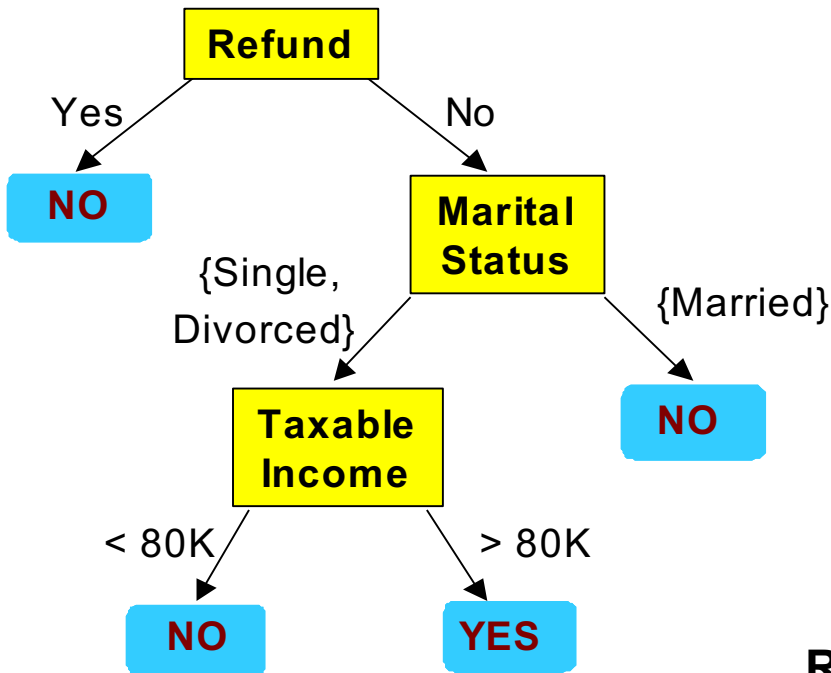 Refund
Yes
No
NO
Marital
Status
{Single,
Divorced}
{Married}
Taxable
Income
NO
< 80K
> 80K
NO
YES